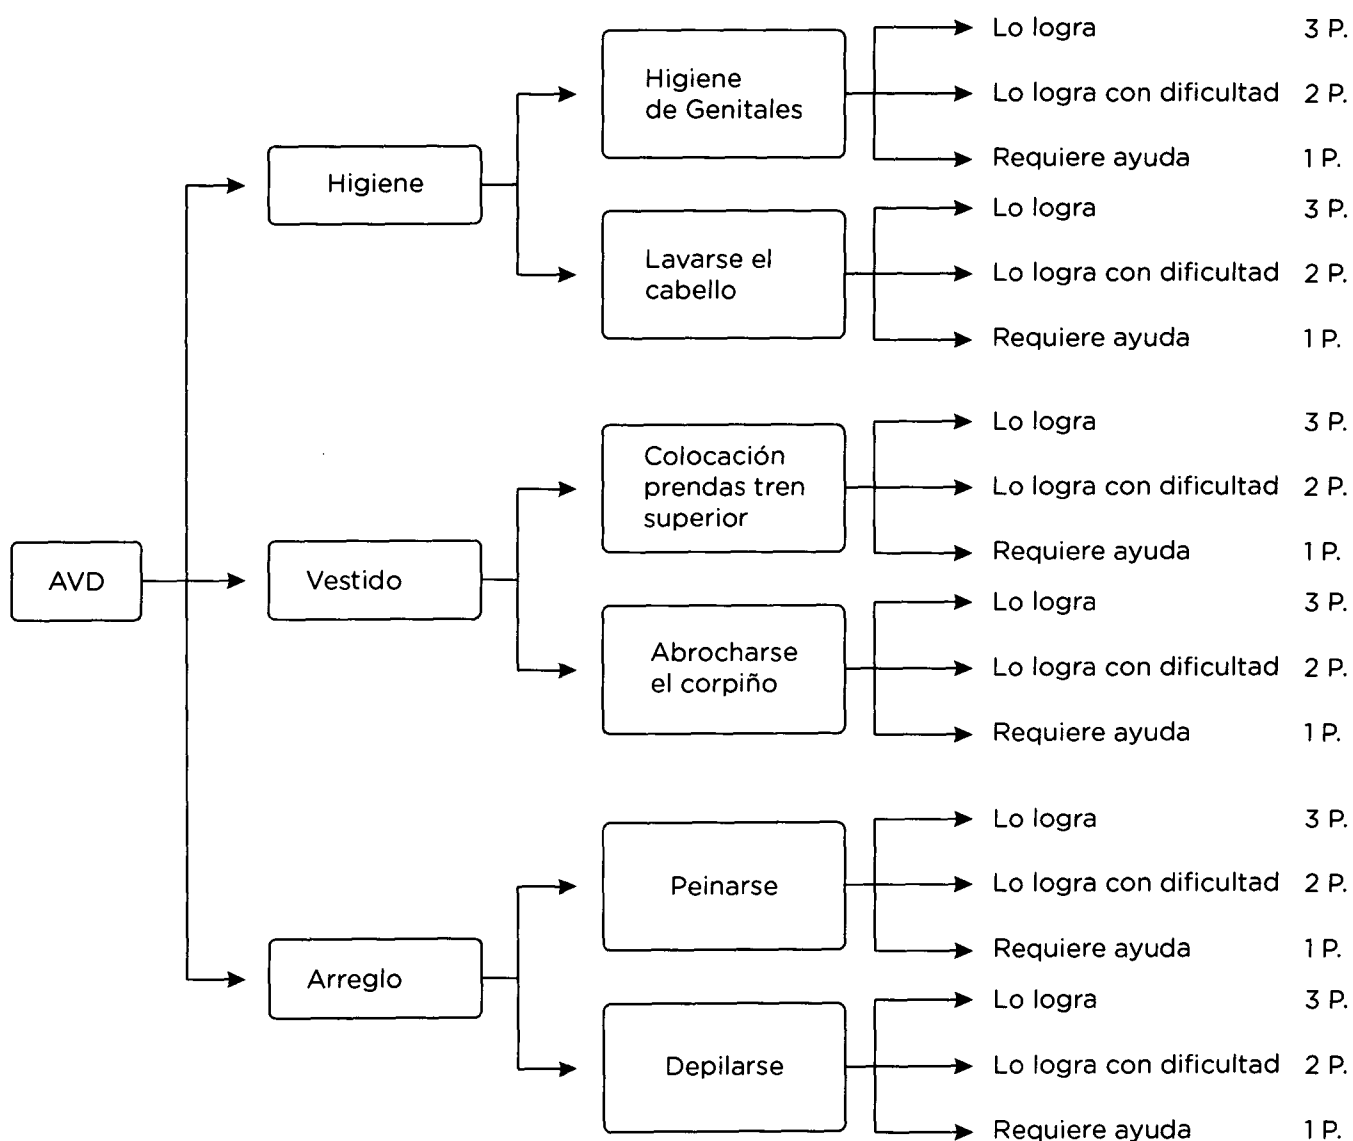 Lo logra 3 P.
Higiene
de Genitales
Lo logra con dificultad 2 P.
Requiere ayuda 1 P.
Higiene
Lo logra 3 P.
Lavarse el
cabello
Lo logra con dificultad 2 P.
Requiere ayuda 1 P.
Lo logra 3 P.
Colocación
prendas tren
superior
Lo logra con dificultad 2 P.
Requiere ayuda 1 P.
AVD
Vestido
Lo logra 3 P.
Abrocharse
el corpiño
Lo logra con dificultad 2 P.
Requiere ayuda 1 P.
Lo logra 3 P.
Peinarse
Lo logra con dificultad 2 P.
Requiere ayuda 1 P.
Arreglo
Lo logra 3 P.
Depilarse
Lo logra con dificultad 2 P.
Requiere ayuda 1 P.